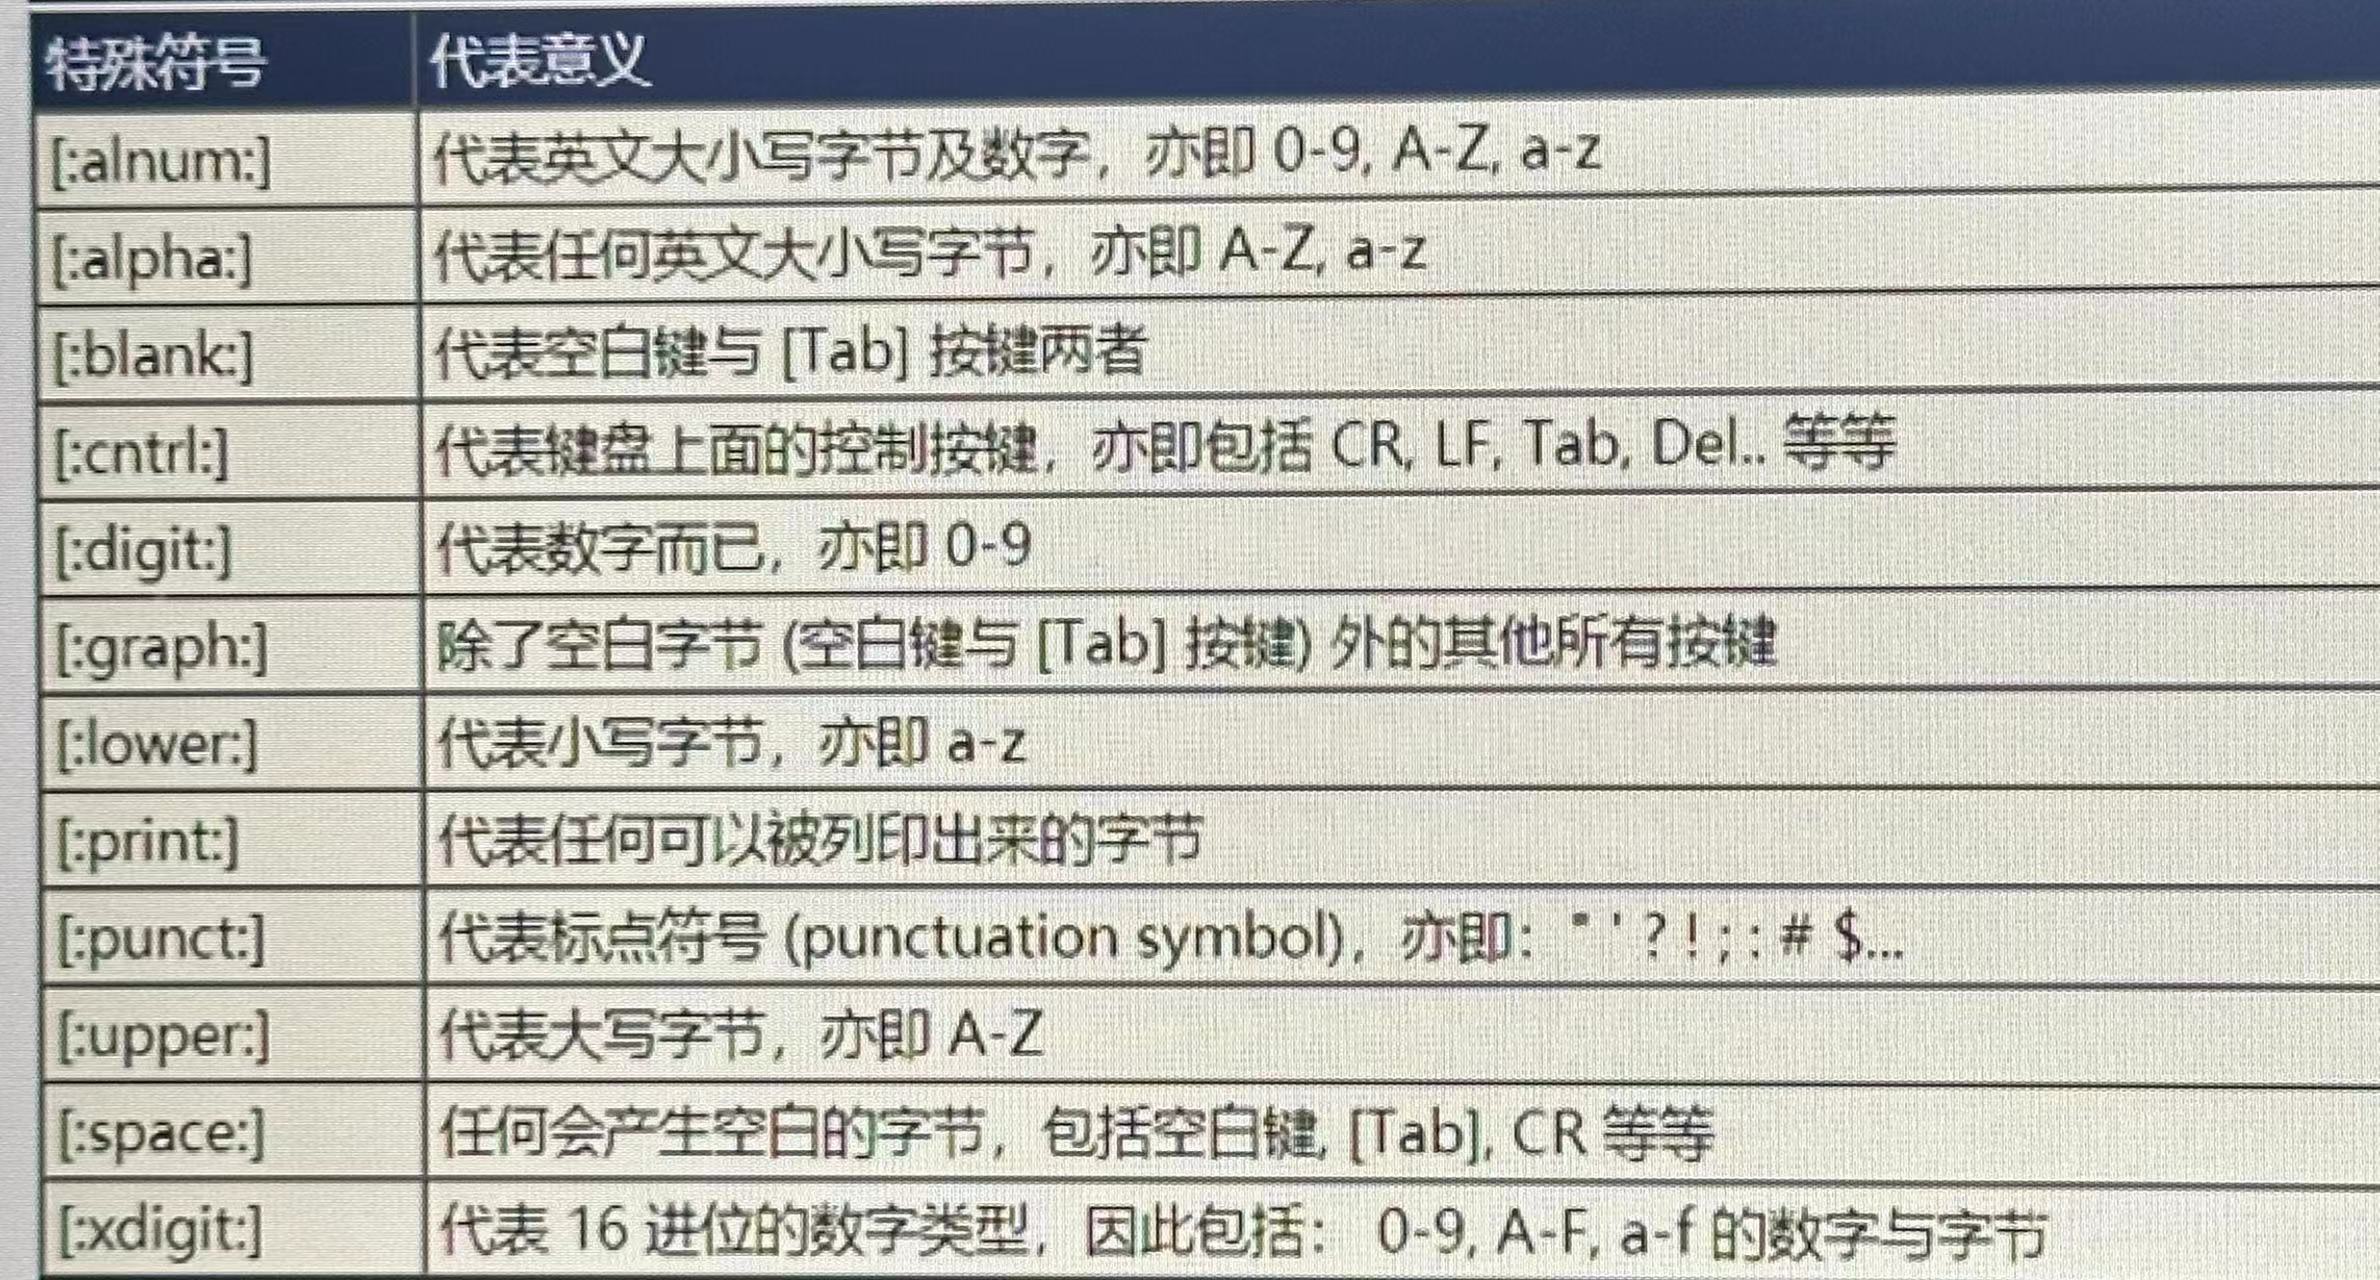 特殊符号 代表意义
[:alnum:] 代表英文大小写字节及数字，亦即 0-9, A-Z, a-z
[:alpha:] 代表任何英文大小写字节，亦即 A-Z, a-z
[:blank:] 代表空白键与 [Tab] 按键两者
[:cntrl:] 代表键盘上面的控制按键，亦即包括 CR, LF, Tab, Del.. 等等
[:digit:] 代表数字而已，亦即 0-9
[:graph:] 除了空白字节 (空白键与 [Tab] 按键) 外的其他所有按键
[:lower:] 代表小写字节，亦即 a-z
[:print:] 代表任何可以被列印出来的字节
[:punct:] 代表标点符号 (punctuation symbol)，亦即： " ' ? ! ; : # $...
[:upper:] 代表大写字节，亦即 A-Z
[:space:] 任何会产生空白的字节，包括空白键, [Tab], CR 等等
[:xdigit:] 代表 16 进位的数字类型，因此包括： 0-9, A-F, a-f 的数字与字节